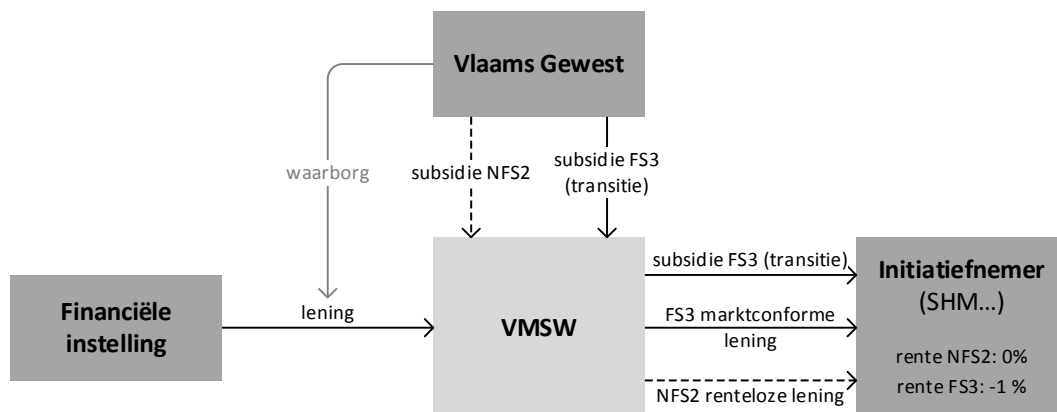 Vlaams Gewest
waarborg
subsidie NFS2
subsidie FS3
(transitie)
Financiële
instelling
lening
VMSW
subsidie FS3 (transitie)
FS3 marktconforme
lening
NFS2 renteloze lening
Initiatiefnemer
(SHM...)
rente NFS2: 0%
rente FS3: -1 %